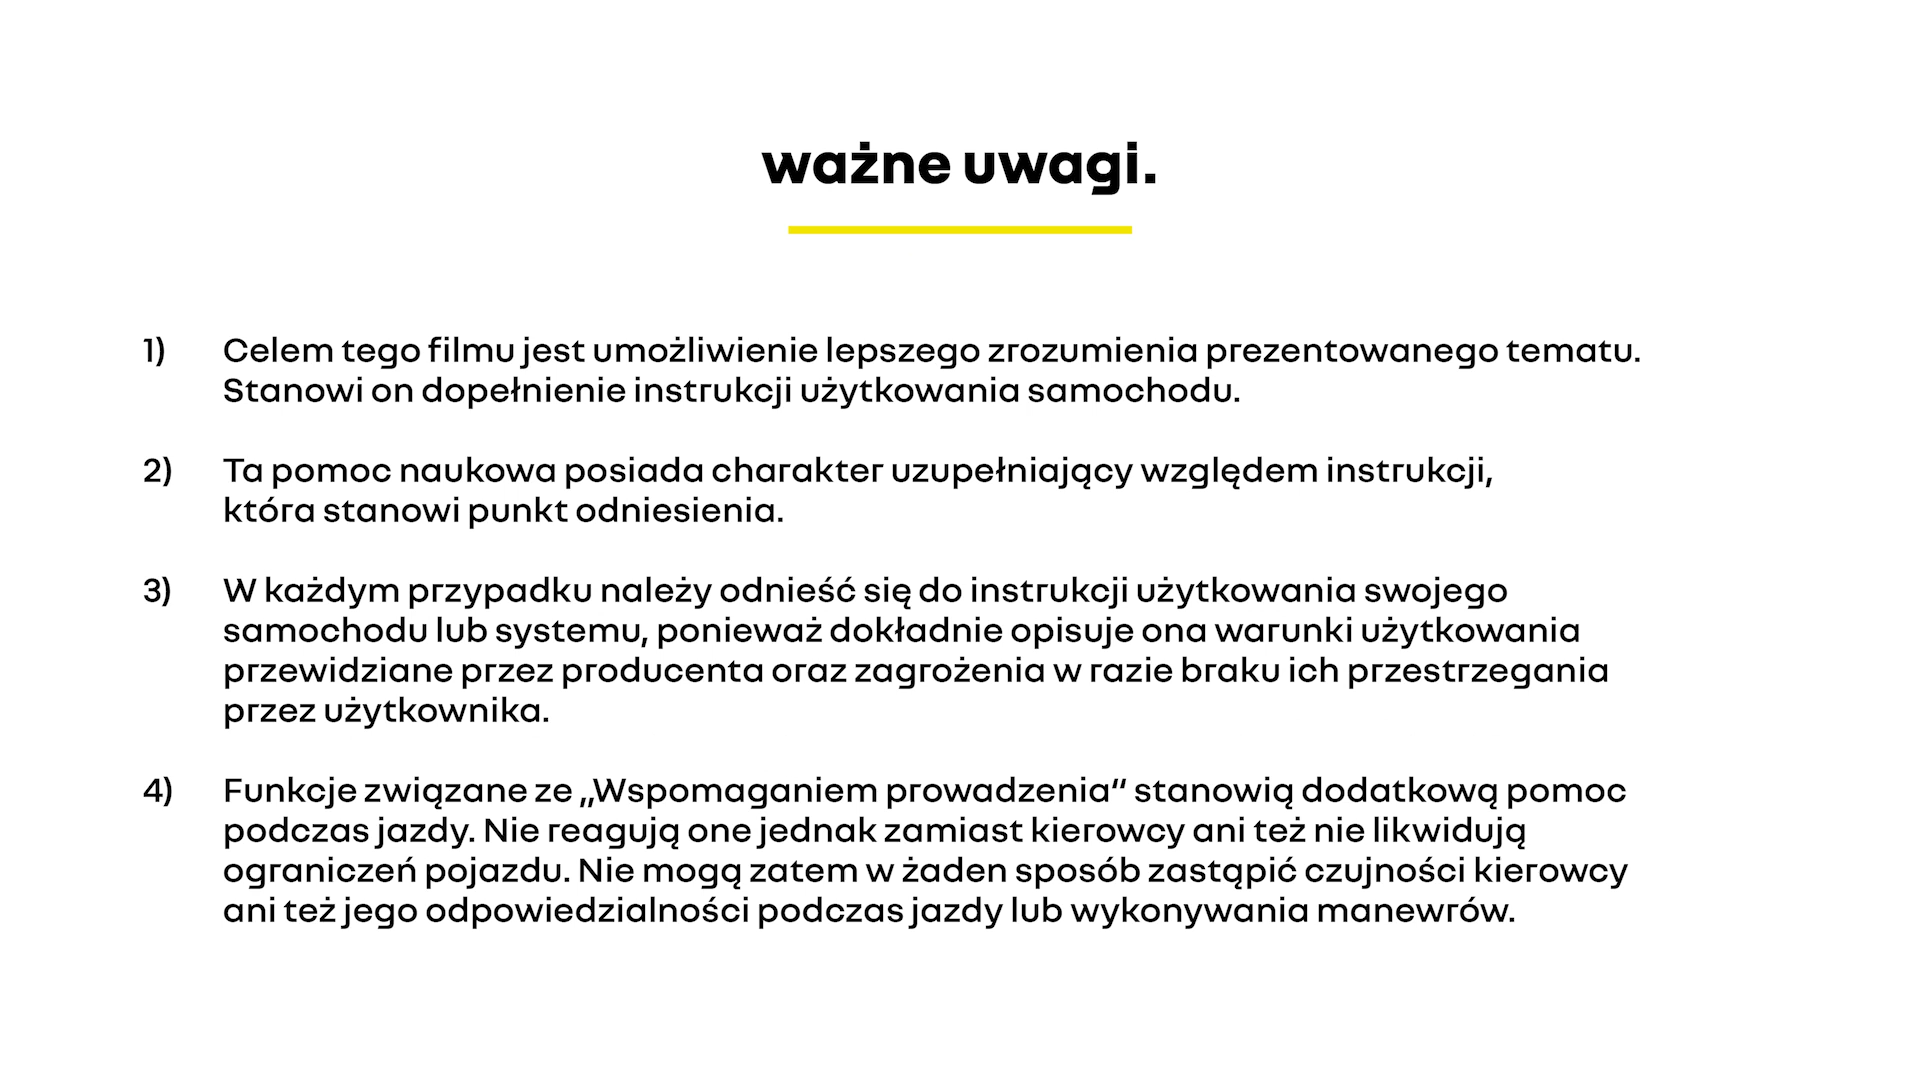 ważne uwagi.
1) Celem tego filmu jest umożliwienie lepszego zrozumienia prezentowanego tematu.
Stanowi on dopełnienie instrukcji użytkowania samochodu.
2) Ta pomoc naukowa posiada charakter uzupełniający względem instrukcji,
która stanowi punkt odniesienia.
3) W każdym przypadku należy odnieść się do instrukcji użytkowania swojego
samochodu lub systemu, ponieważ dokładnie opisuje ona warunki użytkowania
przewidziane przez producenta oraz zagrożenia w razie braku ich przestrzegania
przez użytkownika.
4) Funkcje związane ze „Wspomaganiem prowadzenia“ stanowią dodatkową pomoc
podczas jazdy. Nie reagują one jednak zamiast kierowcy ani też nie likwidują
ograniczeń pojazdu. Nie mogą zatem w żaden sposób zastąpić czujności kierowcy
ani też jego odpowiedzialności podczas jazdy lub wykonywania manewrów.